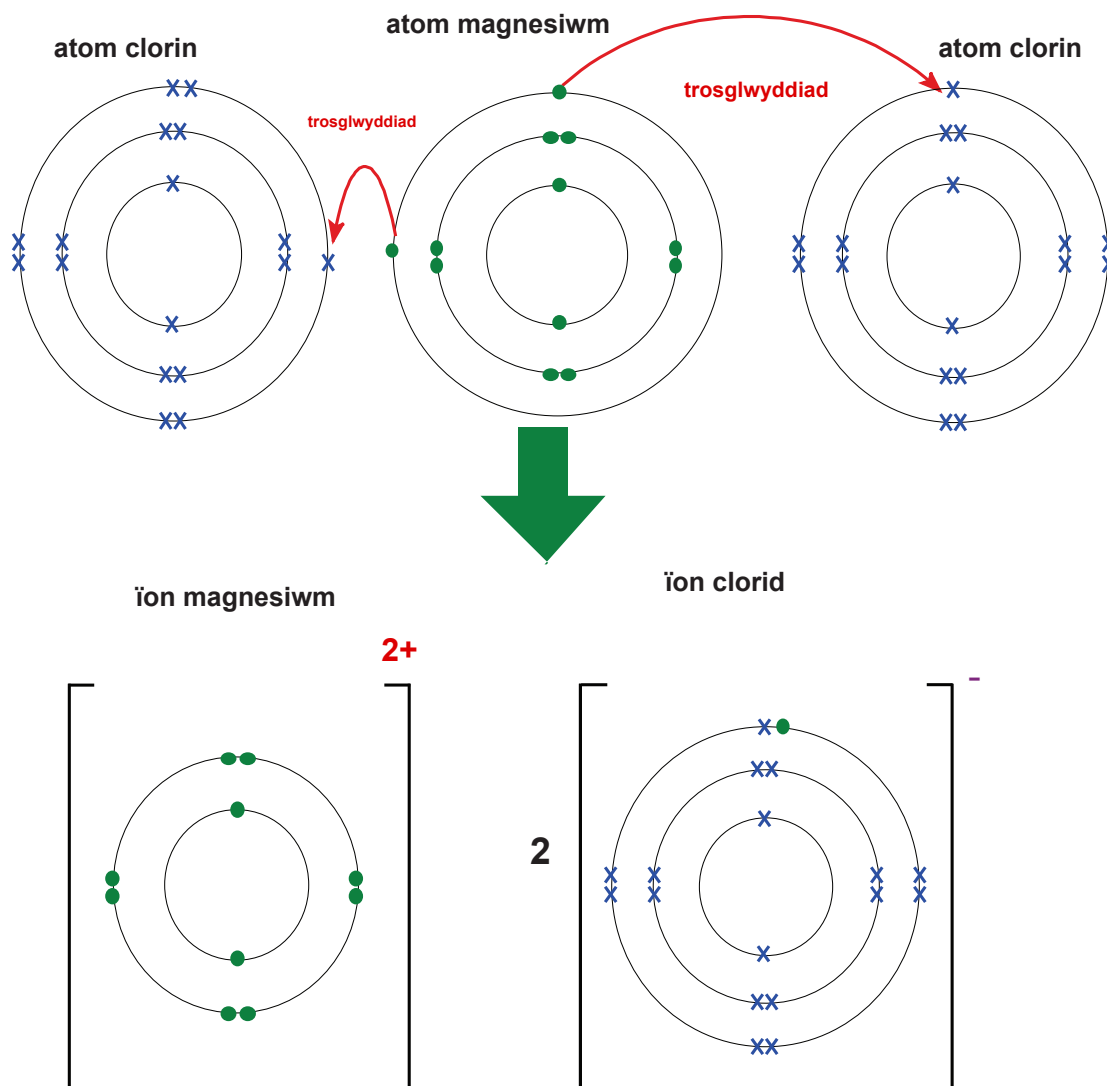 atom clorin
atom magnesiwm
atom clorin
trosglwyddiad
trosglwyddiad
ïon magnesiwm
ïon clorid
2+
-
2